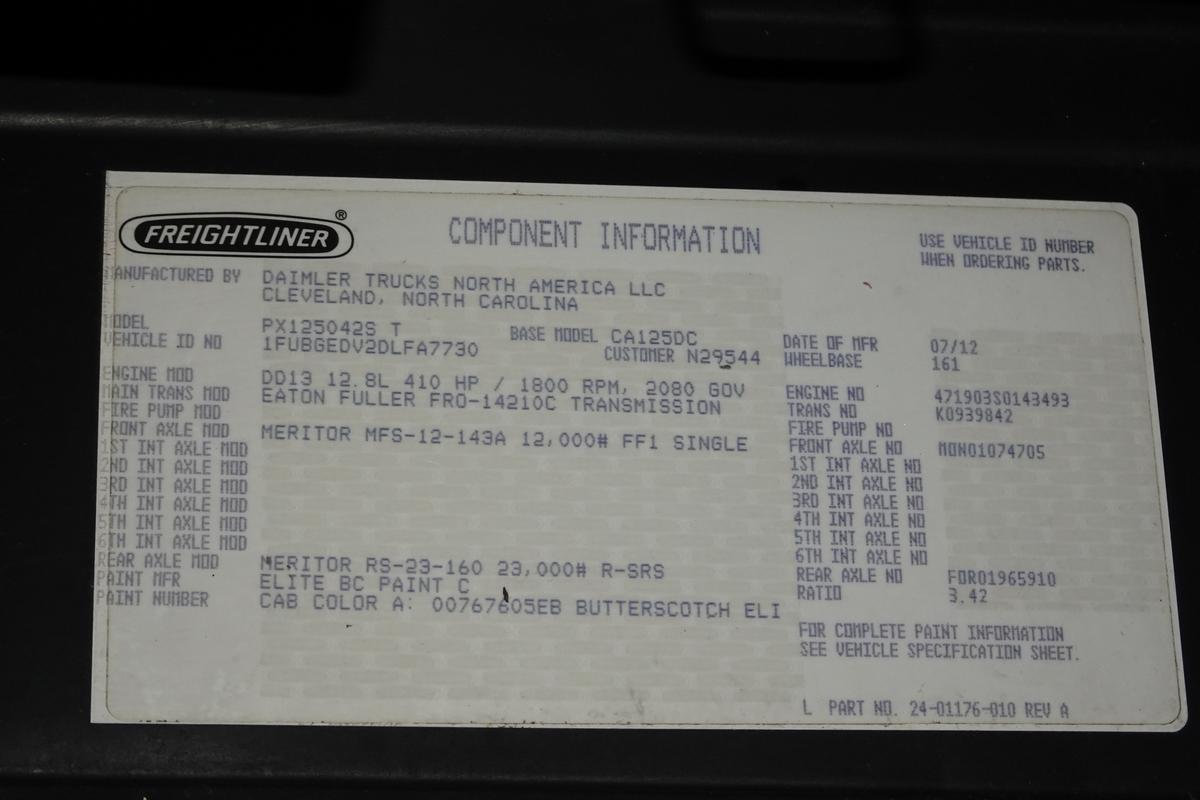 FREIGHTLINER®
COMPONENT INFORMATION
USE VEHICLE ID NUMBER
WHEN ORDERING PARTS.
MANUFACTURED BY DAIMLER TRUCKS NORTH AMERICA LLC
CLEVELAND, NORTH CAROLINA
MODEL PX125042S T BASE MODEL CA125DC DATE OF MFR 07/12
VEHICLE ID NO 1FUBGEDV2DLFA7730 CUSTOMER N29544 WHEELBASE 161
ENGINE MOD DD13 12.8L 410 HP / 1800 RPM, 2080 GOV ENGINE NO 471903S0143493
MAIN TRANS MOD EATON FULLER FRO-14210C TRANSMISSION TRANS NO K0939842
FIRE PUMP MOD FIRE PUMP NO
FRONT AXLE MOD MERITOR MFS-12-143A 12,000# FF1 SINGLE FRONT AXLE NO MON01074705
1ST INT AXLE MOD 1ST INT AXLE NO
2ND INT AXLE MOD 2ND INT AXLE NO
3RD INT AXLE MOD 3RD INT AXLE NO
4TH INT AXLE MOD 4TH INT AXLE NO
5TH INT AXLE MOD 5TH INT AXLE NO
6TH INT AXLE MOD 6TH INT AXLE NO
REAR AXLE MOD MERITOR RS-23-160 23,000# R-SRS REAR AXLE NO FOR01965910
PAINT MFR ELITE BC PAINT C RATIO 3.42
PAINT NUMBER CAB COLOR A: 00767605EB BUTTERSCOTCH ELI
FOR COMPLETE PAINT INFORMATION
SEE VEHICLE SPECIFICATION SHEET.
L PART NO. 24-01176-010 REV A